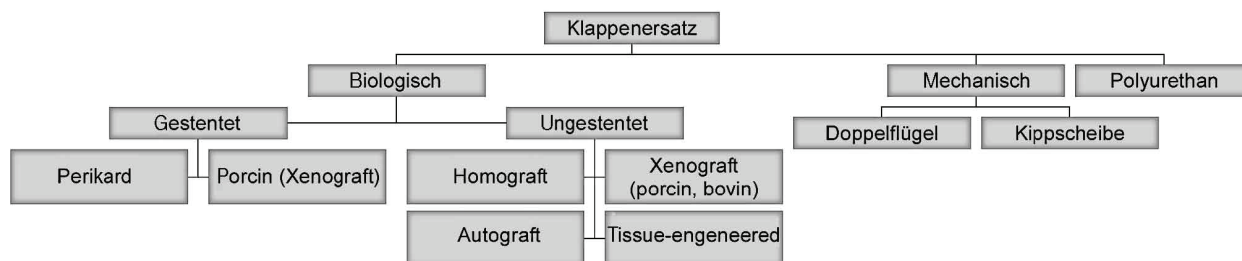 Klappenersatz
Biologisch
Mechanisch
Polyurethan
Gestentet
Ungestentet
Doppelflügel
Kippscheibe
Perikard
Porcin (Xenograft)
Homograft
Xenograft
(porcin, bovin)
Autograft
Tissue-engeneered